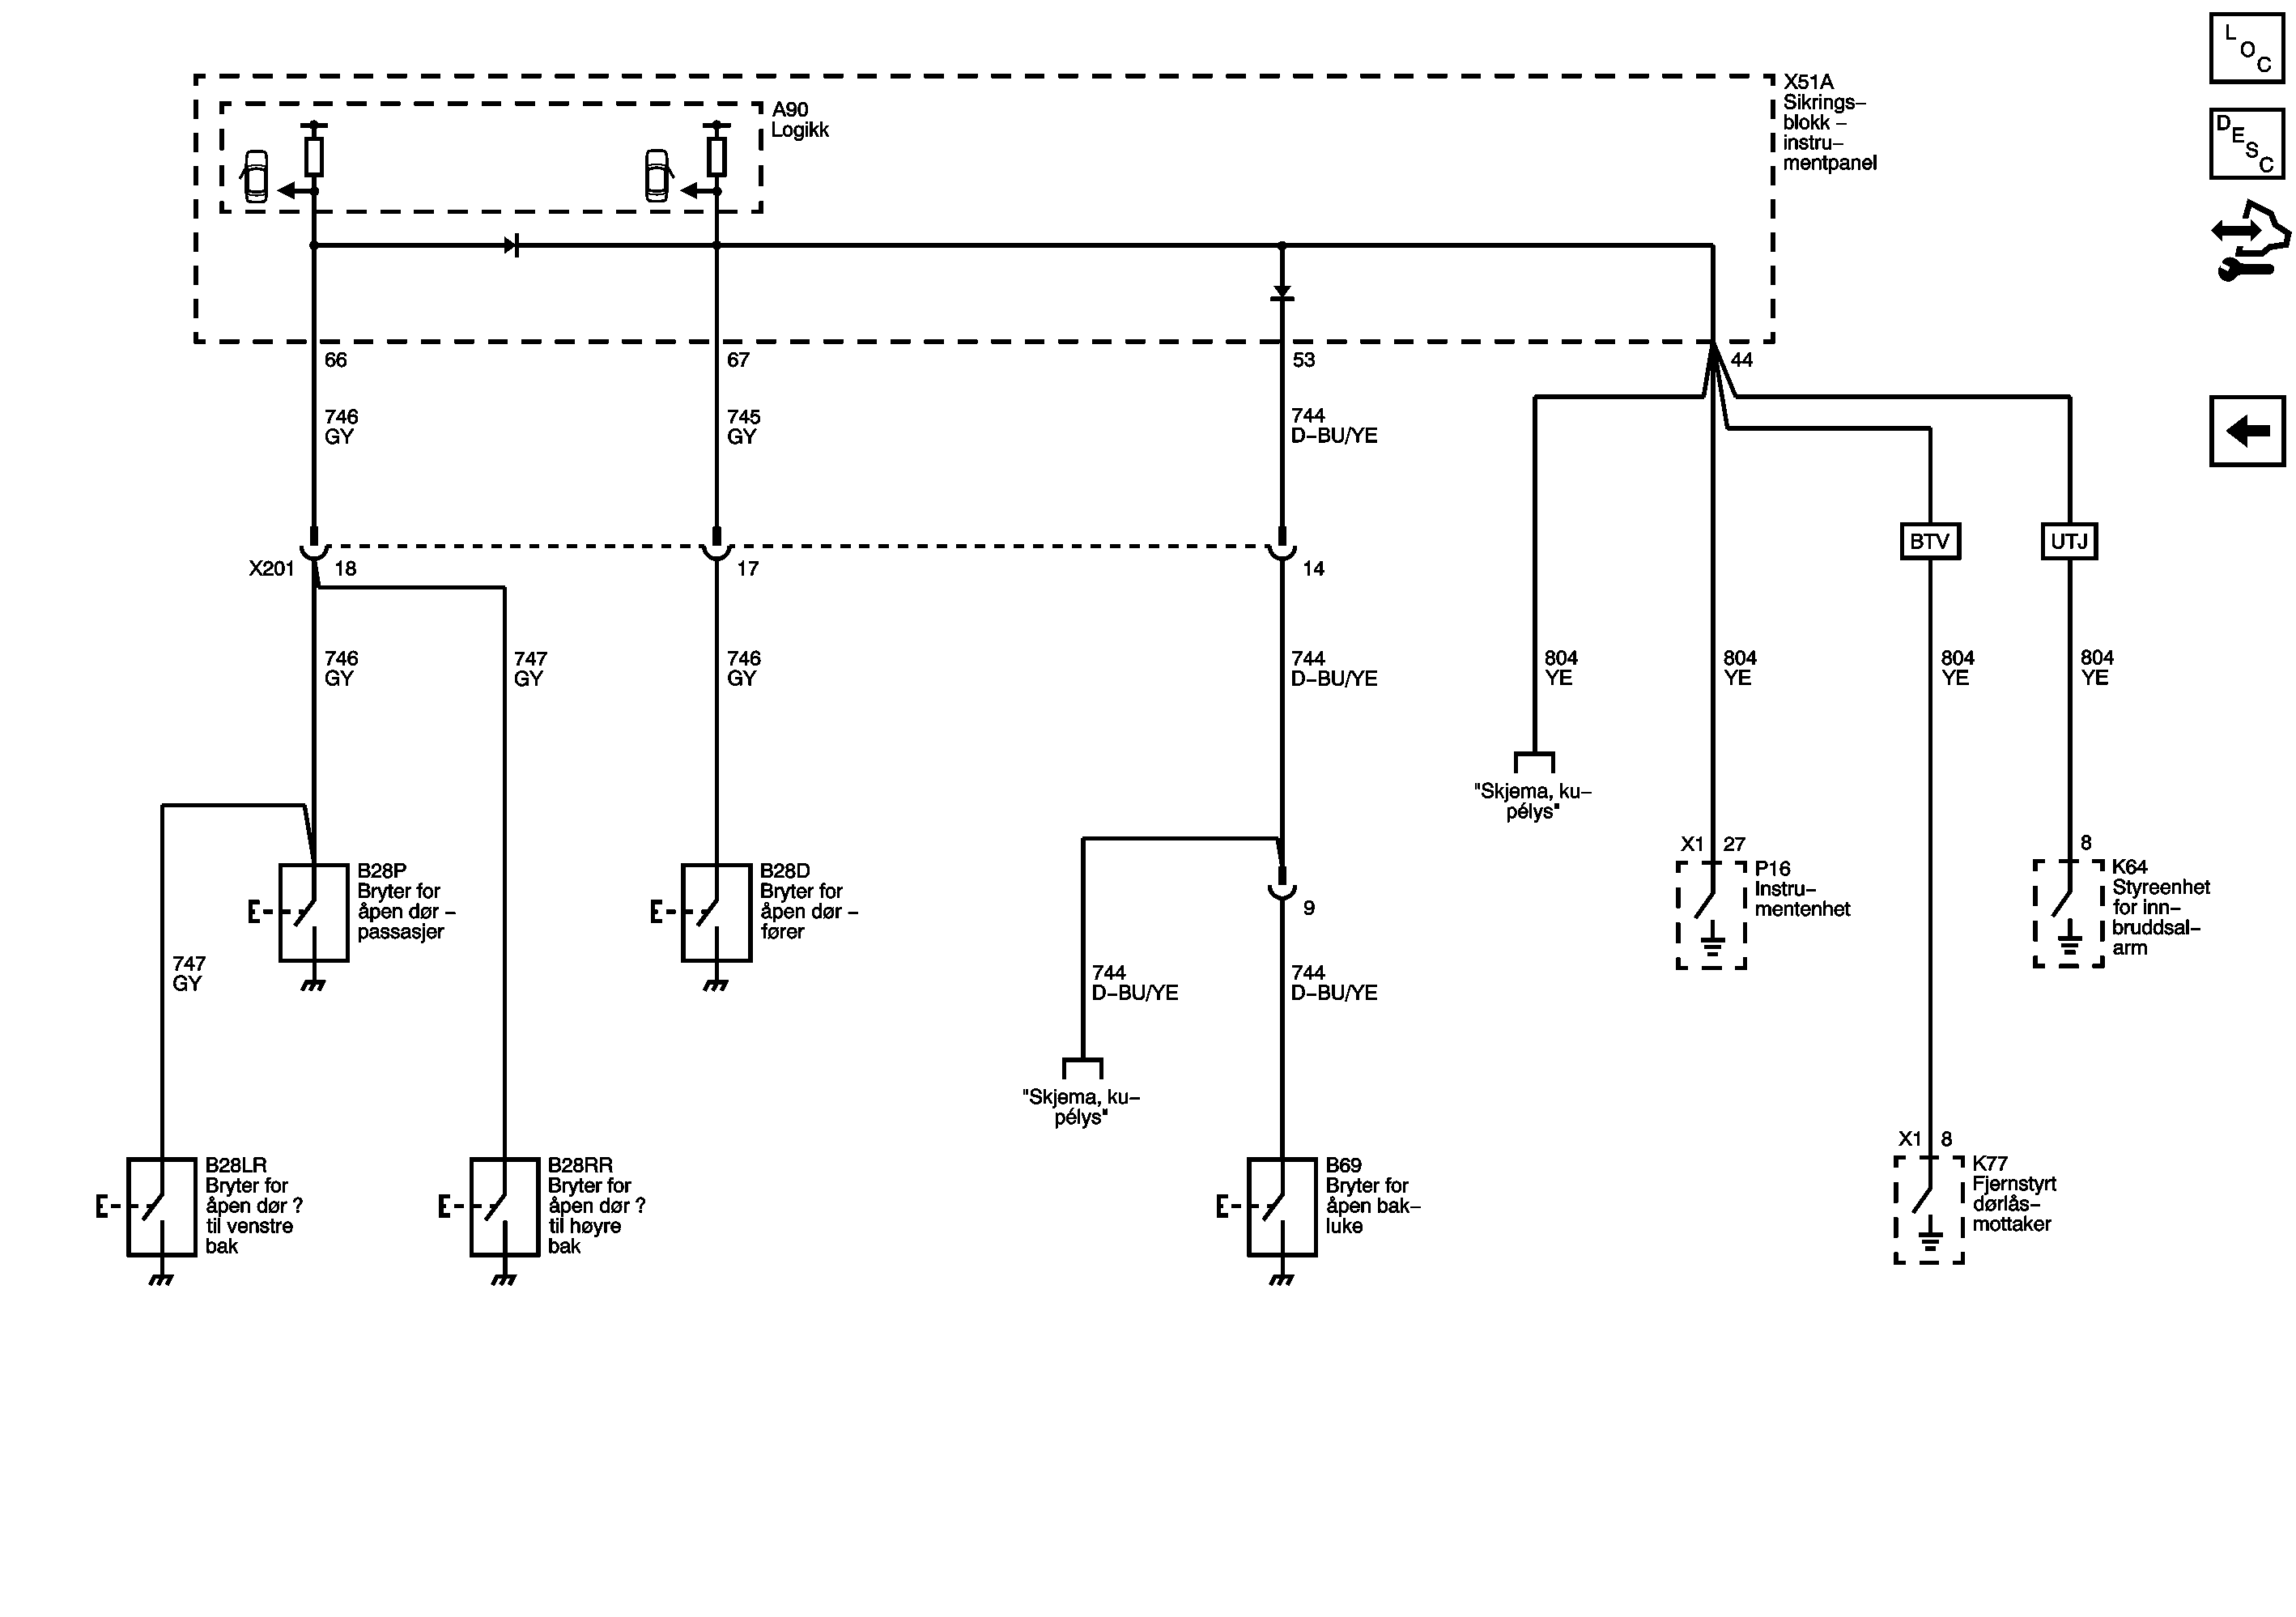 L
O
C
D
E
S
C
X51A
Sikrings–
blokk –
instru–
mentpanel
A90
Logikk
66
67
53
44
746
GY
745
GY
744
D–BU/YE
BTV
UTJ
X201
18
17
14
746
GY
747
GY
746
GY
744
D–BU/YE
804
YE
804
YE
804
YE
804
YE
"Skjema, ku–
pélys"
X1
27
8
B28P
Bryter for
åpen dør –
passasjer
B28D
Bryter for
åpen dør –
fører
9
P16
Instru–
mentenhet
K64
Styreenhet
for inn–
bruddsal–
arm
747
GY
744
D–BU/YE
744
D–BU/YE
"Skjema, ku–
pélys"
X1
8
B28LR
Bryter for
åpen dør ?
til venstre
bak
B28RR
Bryter for
åpen dør ?
til høyre
bak
B69
Bryter for
åpen bak–
luke
K77
Fjernstyrt
dørlås–
mottaker